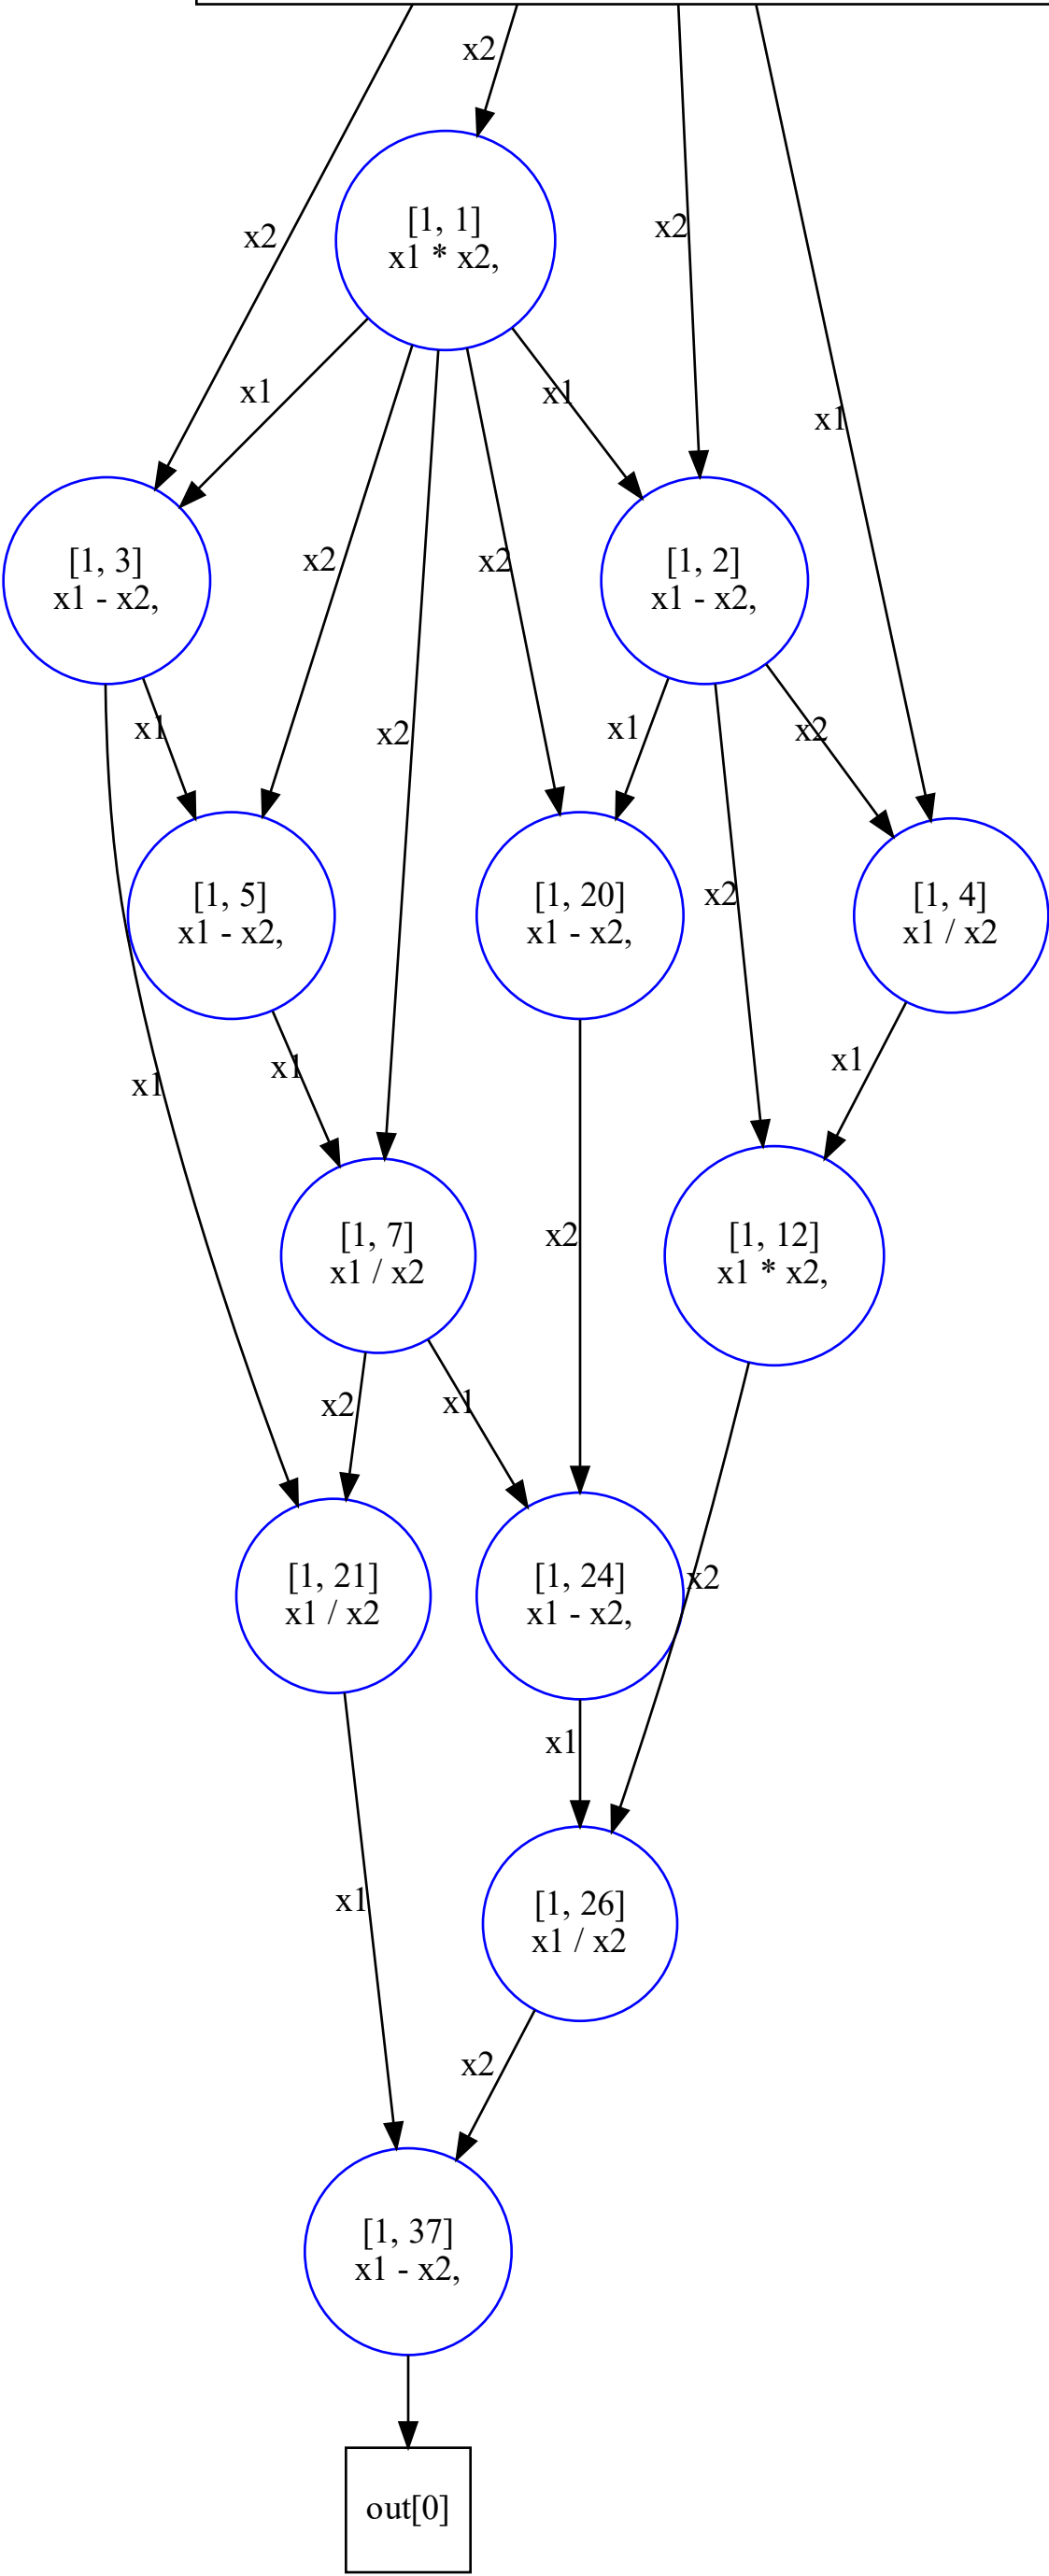 x2
[1, 1]
x1 * x2,
x2
x2
x1
x1
x1
[1, 3]
x1 - x2,
x2
x2
[1, 2]
x1 - x2,
x1
x2
x1
x2
[1, 5]
x1 - x2,
[1, 20]
x1 - x2,
x2
[1, 4]
x1 / x2
x1
x1
x1
[1, 7]
x1 / x2
x2
[1, 12]
x1 * x2,
x2
x1
[1, 21]
x1 / x2
[1, 24]
x1 - x2,
x2
x1
x1
[1, 26]
x1 / x2
x2
[1, 37]
x1 - x2,
out[0]